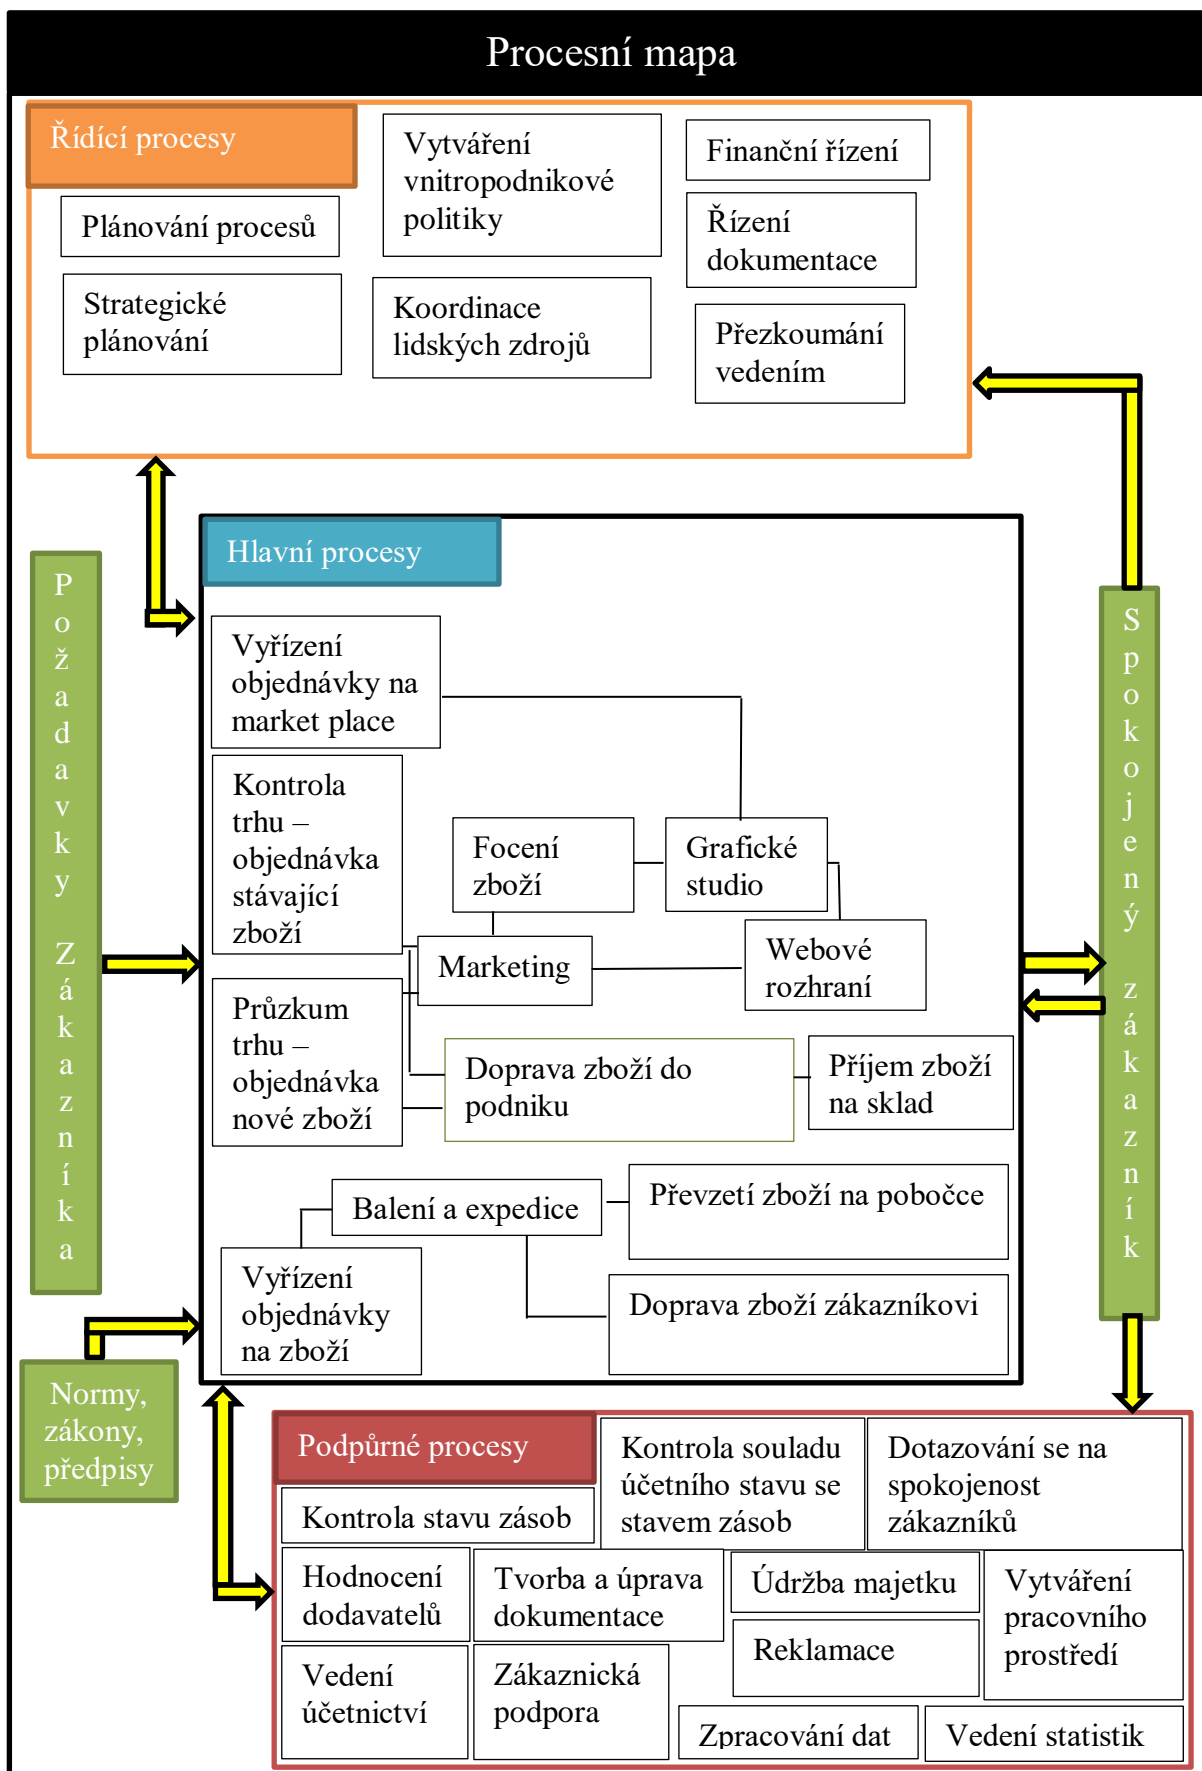 Procesní mapa
Řídící procesy
Vytváření
vnitropodnikové
politiky
Finanční řízení
Plánování procesů
Řízení
dokumentace
Strategické
plánování
Koordinace
lidských zdrojů
Přezkoumání
vedením
Požadavky Zákazníka
Hlavní procesy
Vyřízení
objednávky na
market place
Kontrola
trhu –
objednávka
stávající
zboží
Focení
zboží
Grafické
studio
Marketing
Webové
rozhraní
Průzkum
trhu –
objednávka
nové zboží
Doprava zboží do
podniku
Příjem zboží
na sklad
Balení a expedice
Převzetí zboží na pobočce
Vyřízení
objednávky
na zboží
Doprava zboží zákazníkovi
Spokojený zákazník
Normy,
zákony,
předpisy
Podpůrné procesy
Kontrola souladu
účetního stavu se
stavem zásob
Dotazování se na
spokojenost
zákazníků
Kontrola stavu zásob
Hodnocení
dodavatelů
Tvorba a úprava
dokumentace
Údržba majetku
Vytváření
pracovního
prostředí
Reklamace
Vedení
účetnictví
Zákaznická
podpora
Zpracování dat
Vedení statistik